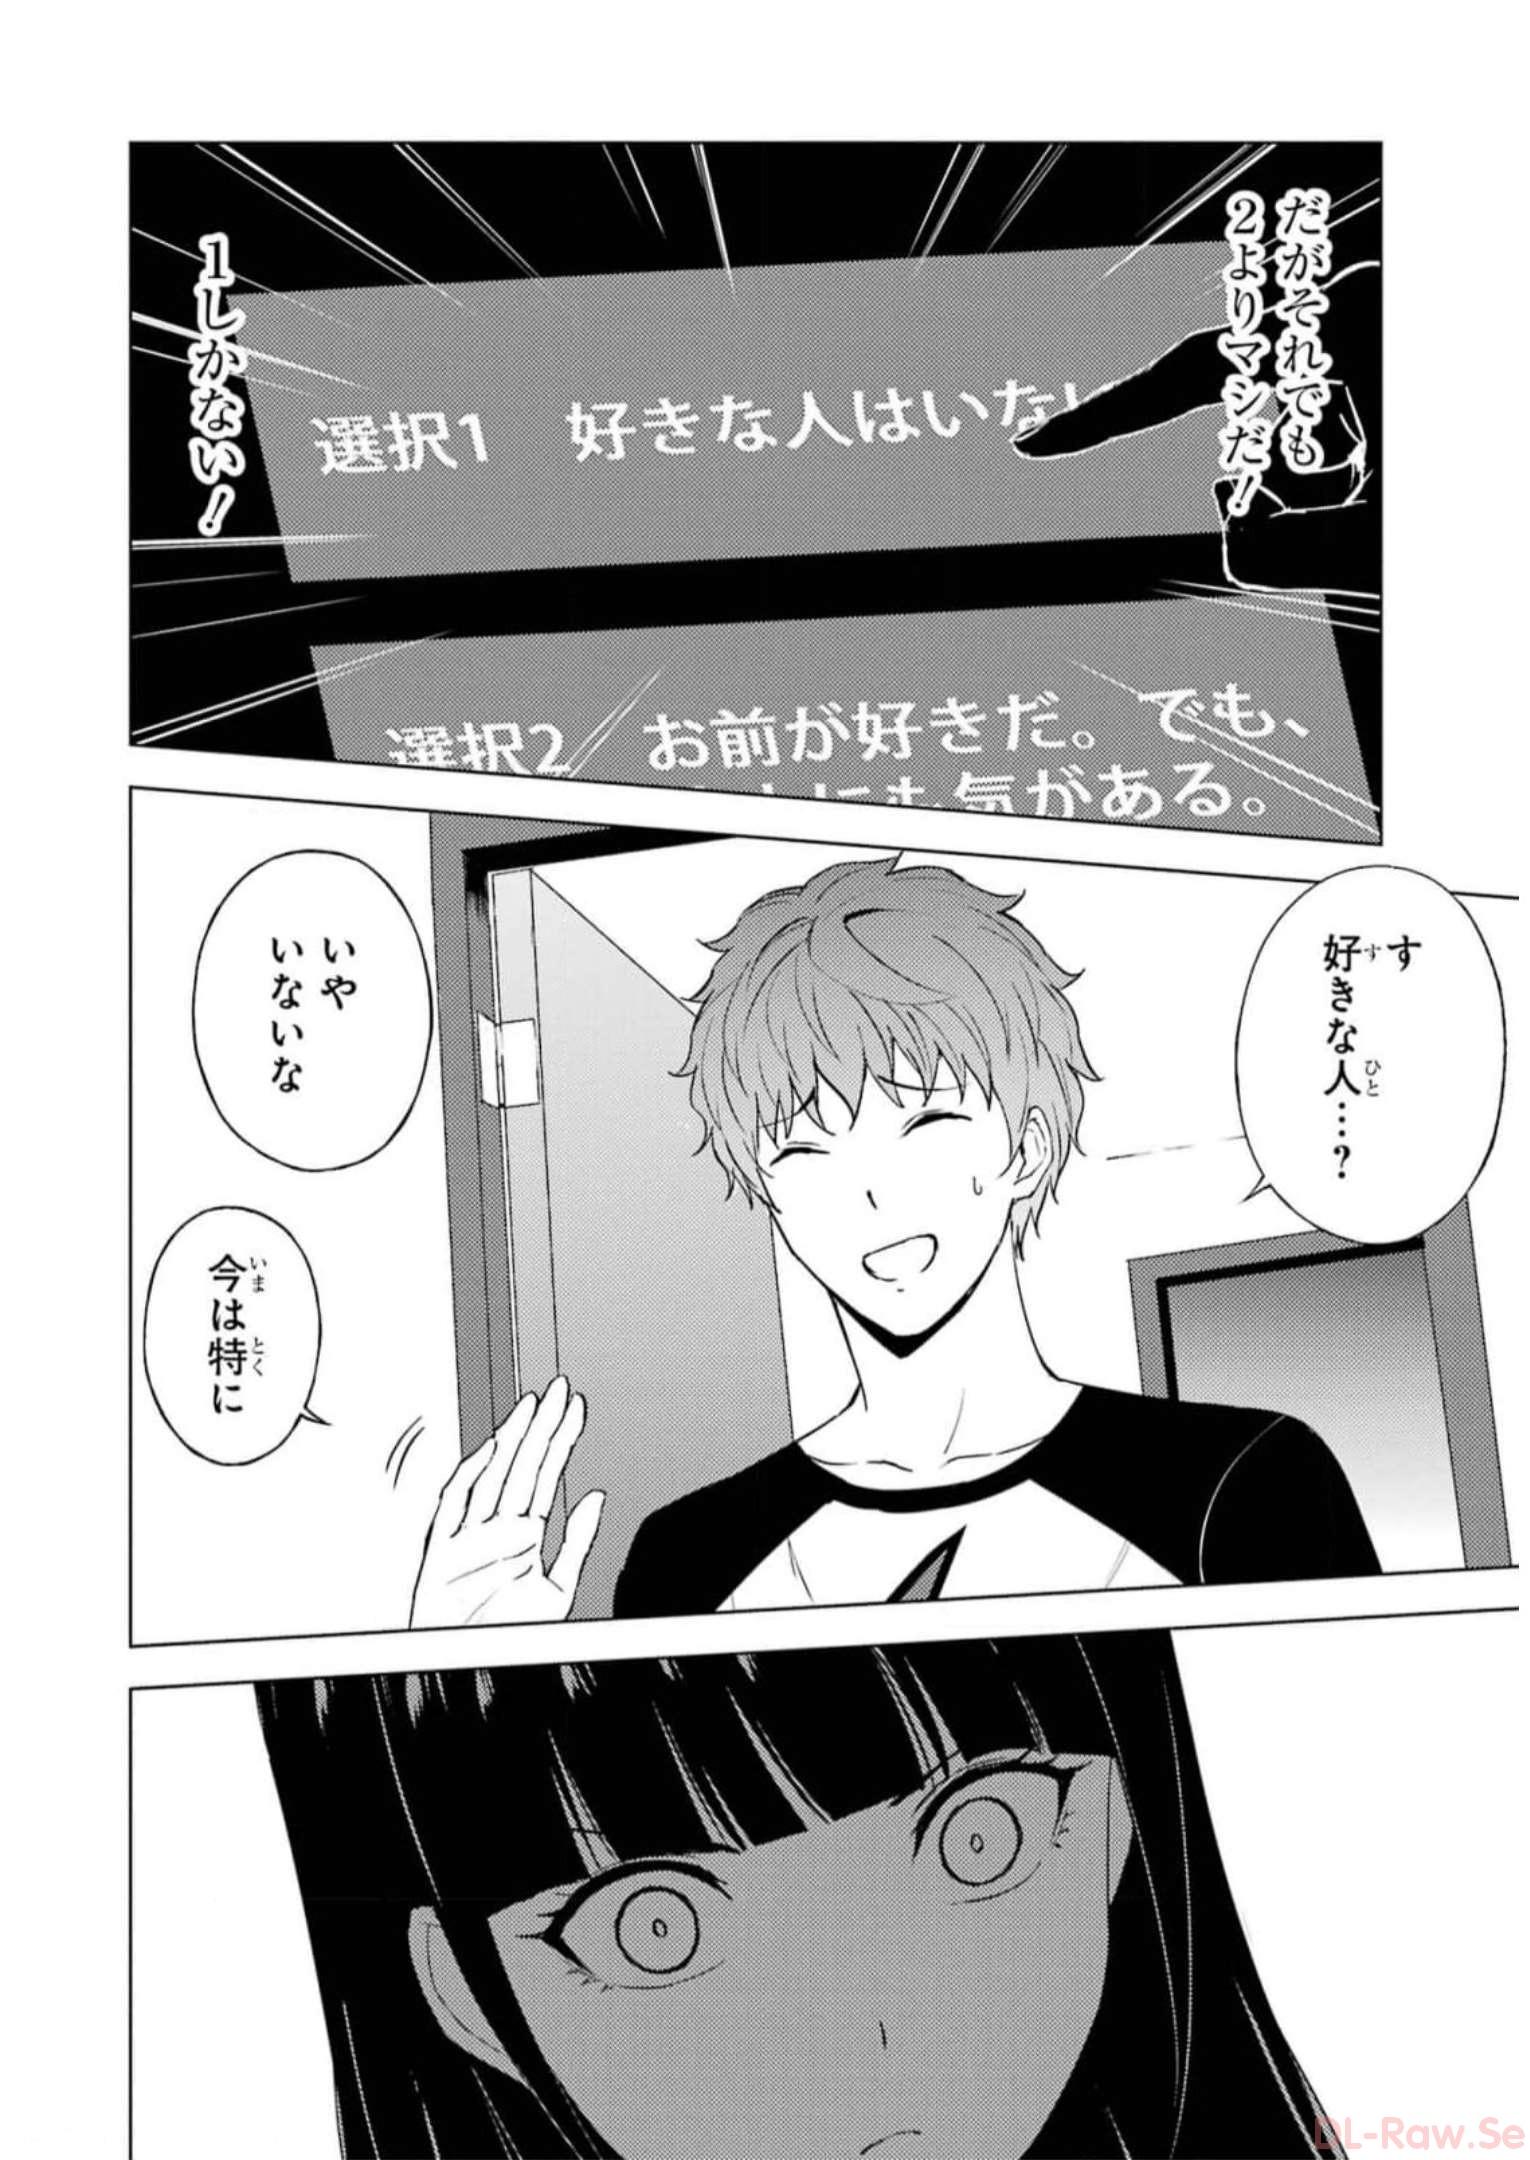 だがそれでも
2よりマシだ！
選択1　好きな人はいない
選択2　お前が好きだ。でも、
にも気がある。
1しかない！
す
好きな人…？
いや
いないな
今は特に
DL-Raw.Se